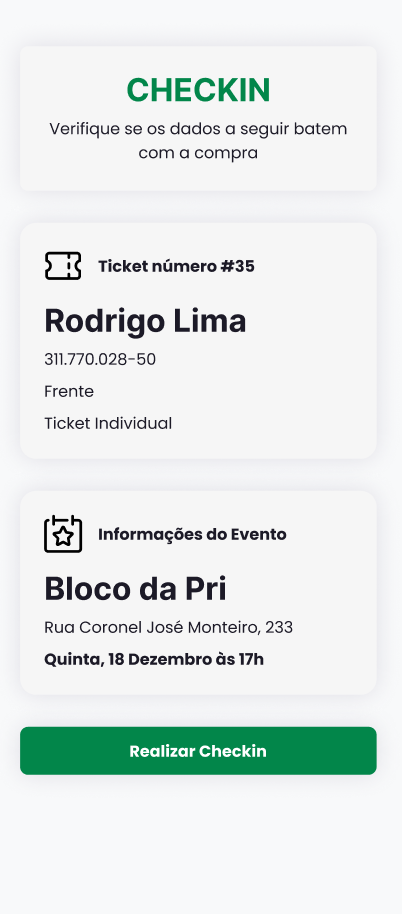 CHECKIN
Verifique se os dados a seguir batem
com a compra
Ticket número #35
Rodrigo Lima
311.770.028-50
Frente
Ticket Individual
Informações do Evento
Bloco da Pri
Rua Coronel José Monteiro, 233
Quinta, 18 Dezembro às 17h
Realizar Checkin